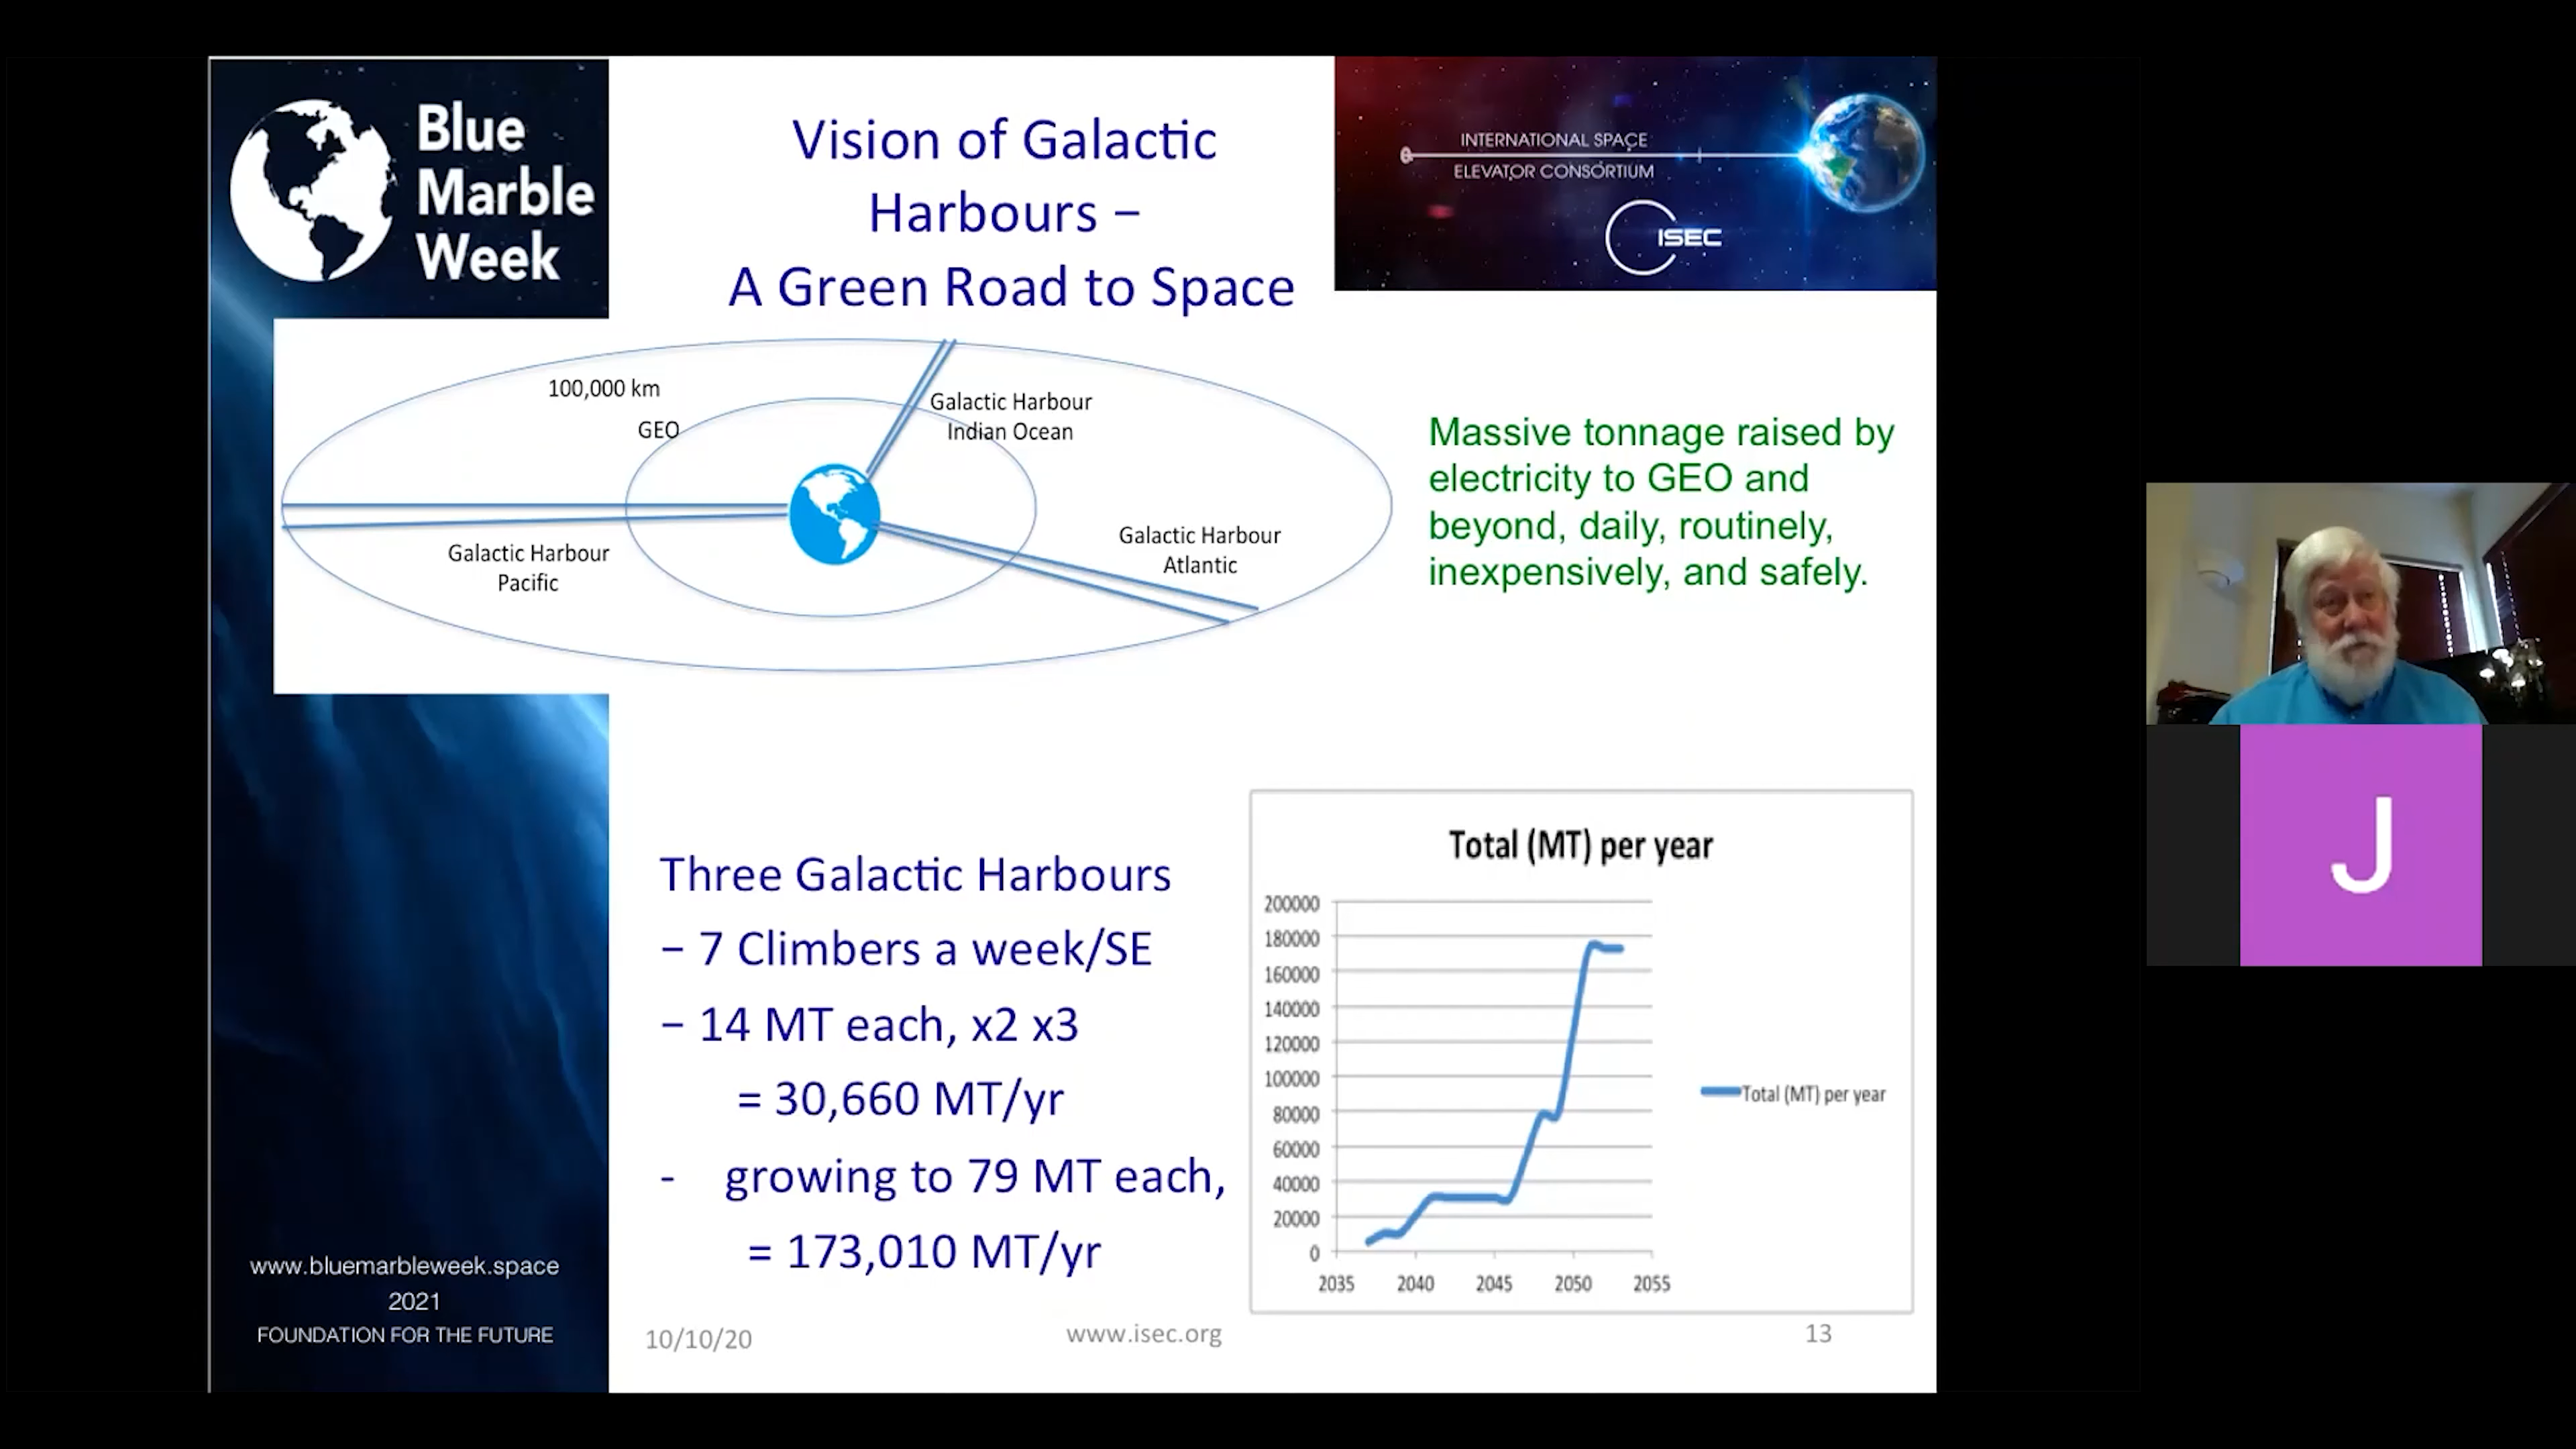 Blue
Marble
Week
Vision of Galactic
Harbours –
A Green Road to Space
INTERNATIONAL SPACE
ELEVATOR CONSORTIUM
ISEC
100,000 km
GEO
Galactic Harbour
Indian Ocean
Galactic Harbour
Pacific
Galactic Harbour
Atlantic
Massive tonnage raised by
electricity to GEO and
beyond, daily, routinely,
inexpensively, and safely.
Three Galactic Harbours
– 7 Climbers a week/SE
– 14 MT each, x2 x3
= 30,660 MT/yr
- growing to 79 MT each,
= 173,010 MT/yr
Total (MT) per year
200000
180000
160000
140000
120000
100000
80000
60000
40000
20000
0
2035 2040 2045 2050 2055
Total (MT) per year
J
www.bluemarbleweek.space
2021
FOUNDATION FOR THE FUTURE
10/10/20 www.isec.org 13